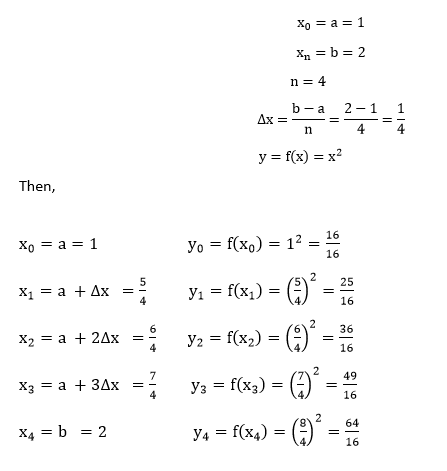 x₀ = a = 1
xₙ = b = 2
n = 4
Δx = (b − a)/n = (2 − 1)/4 = 1/4
y = f(x) = x²
Then,
x₀ = a = 1 y₀ = f(x₀) = 1² = 16/16
x₁ = a + Δx = 5/4 y₁ = f(x₁) = (5/4)² = 25/16
x₂ = a + 2Δx = 6/4 y₂ = f(x₂) = (6/4)² = 36/16
x₃ = a + 3Δx = 7/4 y₃ = f(x₃) = (7/4)² = 49/16
x₄ = b = 2 y₄ = f(x₄) = (8/4)² = 64/16